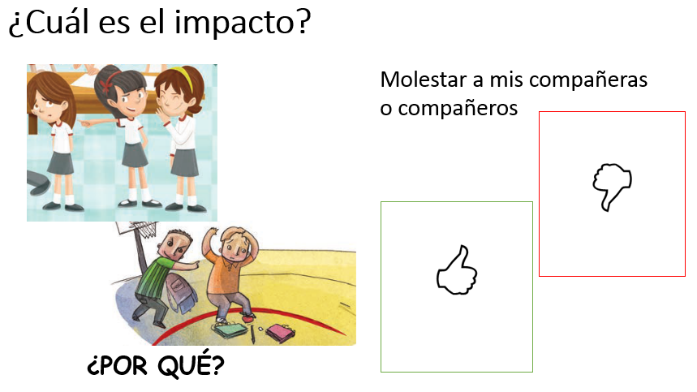 ¿Cuál es el impacto?
Molestar a mis compañeras
o compañeros
¿POR QUÉ?